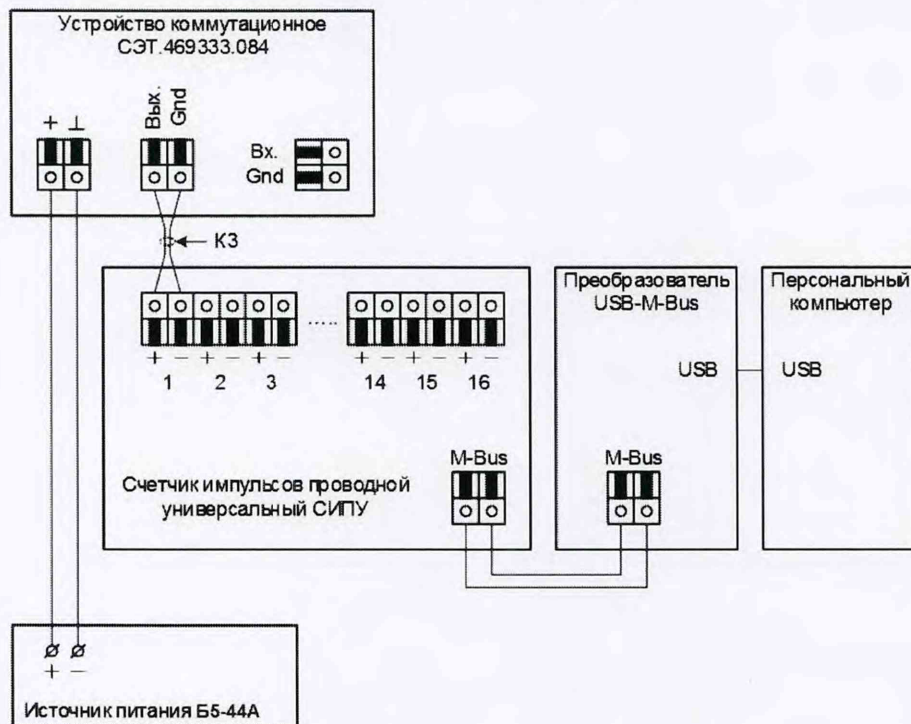 Устройство коммутационное
СЭТ.469333.084
+ ⊥
Вых.
Gnd
Вх.
Gnd
К3
+ − + − + − ..... + − + − + −
1 2 3 14 15 16
M-Bus
Счетчик импульсов проводной
универсальный СИПУ
Преобразователь
USB-M-Bus
USB
M-Bus
Персональный
компьютер
USB
+ −
Источник питания Б5-44А